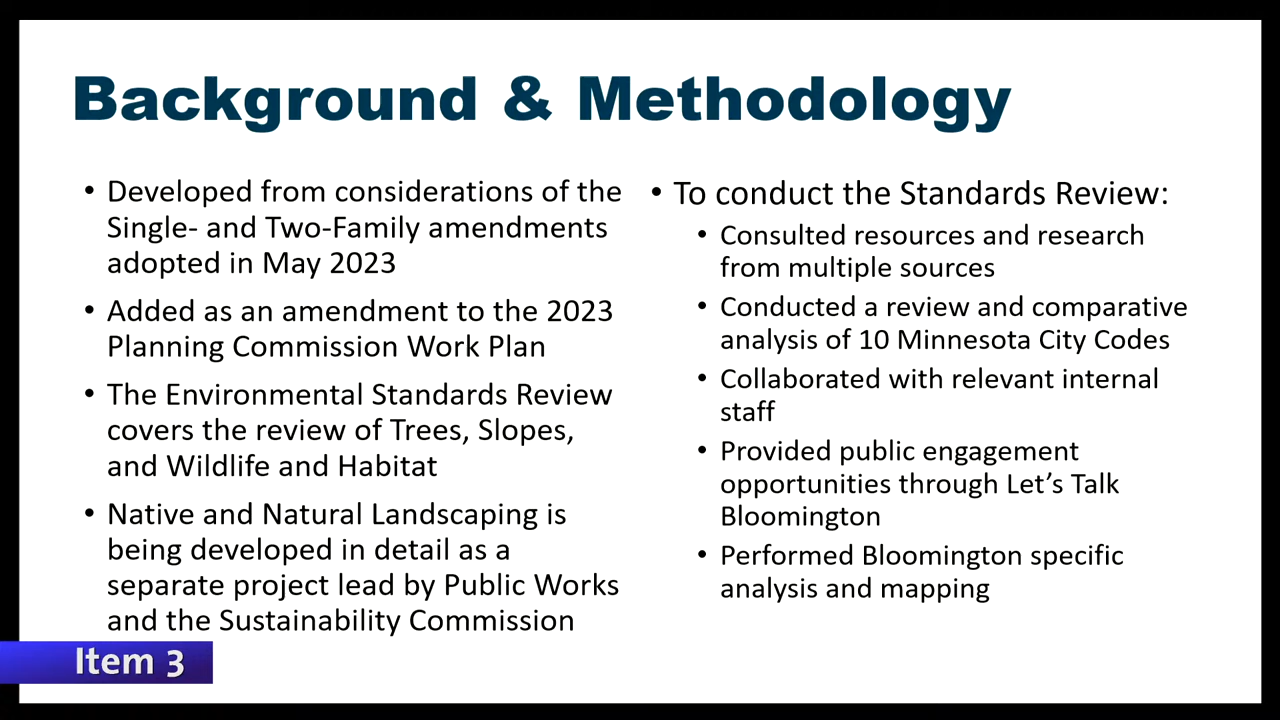 Background & Methodology
• Developed from considerations of the
Single- and Two-Family amendments
adopted in May 2023
• Added as an amendment to the 2023
Planning Commission Work Plan
• The Environmental Standards Review
covers the review of Trees, Slopes,
and Wildlife and Habitat
• Native and Natural Landscaping is
being developed in detail as a
separate project lead by Public Works
and the Sustainability Commission
• To conduct the Standards Review:
• Consulted resources and research
from multiple sources
• Conducted a review and comparative
analysis of 10 Minnesota City Codes
• Collaborated with relevant internal
staff
• Provided public engagement
opportunities through Let's Talk
Bloomington
• Performed Bloomington specific
analysis and mapping
Item 3